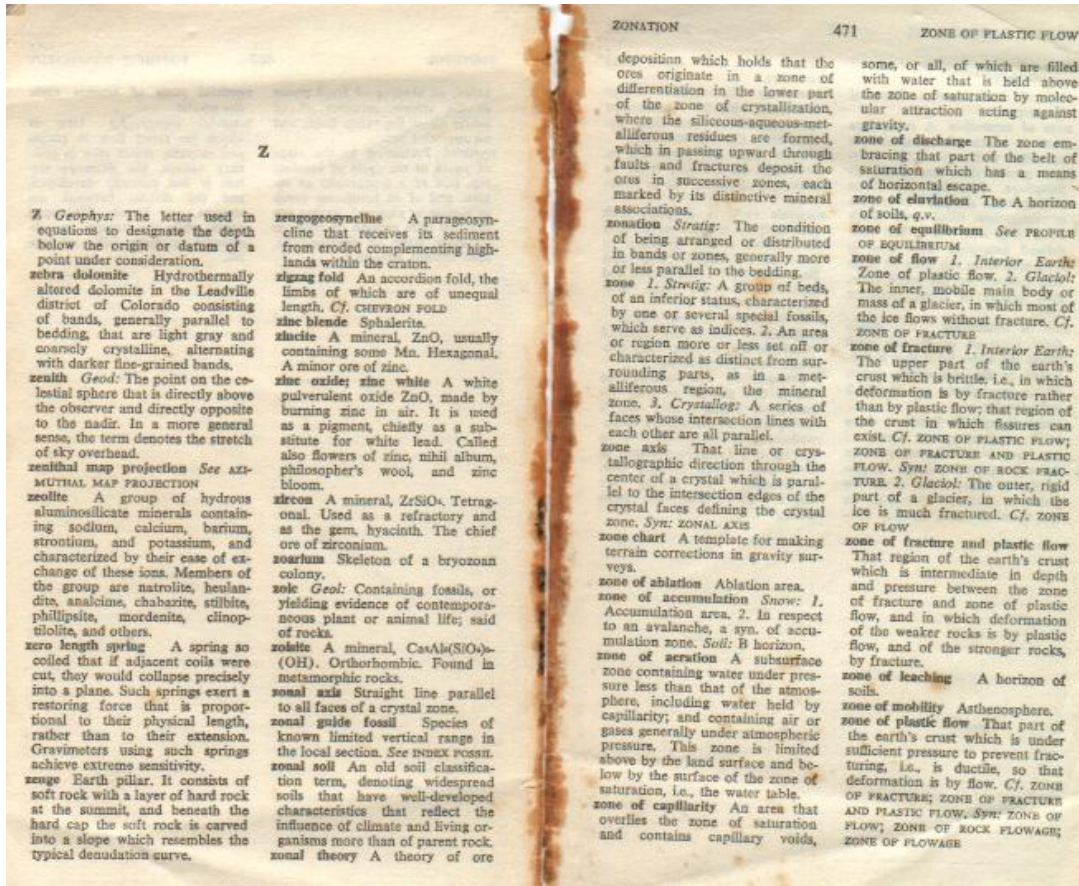 Z
Z Geophys: The letter used in
equations to designate the depth
below the origin or datum of a
point under consideration.
zebra dolomite Hydrothermally
altered dolomite in the Leadville
district of Colorado consisting
of bands, generally parallel to
bedding, that are light gray and
coarsely crystalline, alternating
with darker fine-grained bands.
zenith Geod: The point on the ce-
lestial sphere that is directly above
the observer and directly opposite
to the nadir. In a more general
sense, the term denotes the stretch
of sky overhead.
zenithal map projection See AZI-
MUTHAL MAP PROJECTION
zeolite A group of hydrous
aluminosilicate minerals contain-
ing sodium, calcium, barium,
strontium, and potassium, and
characterized by their ease of ex-
change of these ions. Members of
the group are natrolite, heulan-
dite, analcime, chabazite, stilbite,
phillipsite, mordenite, clinop-
tilolite, and others.
zero length spring A spring so
coiled that if adjacent coils were
cut, they would collapse precisely
into a plane. Such springs exert a
restoring force that is propor-
tional to their physical length,
rather than to their extension.
Gravimeters using such springs
achieve extreme sensitivity.
zeuge Earth pillar. It consists of
soft rock with a layer of hard rock
at the summit, and beneath the
hard cap the soft rock is carved
into a slope which resembles the
typical denudation curve.
zeugogeosyncline A parageosyn-
cline that receives its sediment
from eroded complementing high-
lands within the craton.
zigzag fold An accordion fold, the
limbs of which are of unequal
length. Cf. CHEVRON FOLD
zinc blende Sphalerite.
zincite A mineral, ZnO, usually
containing some Mn. Hexagonal.
A minor ore of zinc.
zinc oxide; zinc white A white
pulverulent oxide ZnO, made by
burning zinc in air. It is used
as a pigment, chiefly as a sub-
stitute for white lead. Called
also flowers of zinc, nihil album,
philosopher's wool, and zinc
bloom.
zircon A mineral, ZrSiO₄. Tetrag-
onal. Used as a refractory and
as the gem, hyacinth. The chief
ore of zirconium.
zoarium Skeleton of a bryozoan
colony.
zoic Geol: Containing fossils, or
yielding evidence of contempora-
neous plant or animal life; said
of rocks.
zoisite A mineral, Ca₂Al₃(SiO₄)₃-
(OH). Orthorhombic. Found in
metamorphic rocks.
zonal axis Straight line parallel
to all faces of a crystal zone.
zonal guide fossil Species of
known limited vertical range in
the local section. See INDEX FOSSIL
zonal soil An old soil classifica-
tion term, denoting widespread
soils that have well-developed
characteristics that reflect the
influence of climate and living or-
ganisms more than of parent rock.
zonal theory A theory of ore
ZONATION 471 ZONE OF PLASTIC FLOW
deposition which holds that the
ores originate in a zone of
differentiation in the lower part
of the zone of crystallization,
where the siliceous-aqueous-met-
alliferous residues are formed,
which in passing upward through
faults and fractures deposit the
ores in successive zones, each
marked by its distinctive mineral
associations.
zonation Stratig: The condition
of being arranged or distributed
in bands or zones, generally more
or less parallel to the bedding.
zone 1. Stratig: A group of beds,
of an inferior status, characterized
by one or several special fossils,
which serve as indices. 2. An area
or region more or less set off or
characterized as distinct from sur-
rounding parts, as in a met-
alliferous region, the mineral
zone. 3. Crystallog: A series of
faces whose intersection lines with
each other are all parallel.
zone axis That line or crys-
tallographic direction through the
center of a crystal which is paral-
lel to the intersection edges of the
crystal faces defining the crystal
zone. Syn: ZONAL AXIS
zone chart A template for making
terrain corrections in gravity sur-
veys.
zone of ablation Ablation area.
zone of accumulation Snow: 1.
Accumulation area. 2. In respect
to an avalanche, a syn. of accu-
mulation zone. Soil: B horizon.
zone of aeration A subsurface
zone containing water under pres-
sure less than that of the atmos-
phere, including water held by
capillarity; and containing air or
gases generally under atmospheric
pressure. This zone is limited
above by the land surface and be-
low by the surface of the zone of
saturation, i.e., the water table.
zone of capillarity An area that
overlies the zone of saturation
and contains capillary voids,
some, or all, of which are filled
with water that is held above
the zone of saturation by molec-
ular attraction acting against
gravity.
zone of discharge The zone em-
bracing that part of the belt of
saturation which has a means
of horizontal escape.
zone of eluviation The A horizon
of soils, q.v.
zone of equilibrium See PROFILE
OF EQUILIBRIUM
zone of flow 1. Interior Earth:
Zone of plastic flow. 2. Glaciol:
The inner, mobile main body or
mass of a glacier, in which most of
the ice flows without fracture. Cf.
ZONE OF FRACTURE
zone of fracture 1. Interior Earth:
The upper part of the earth's
crust which is brittle, i.e., in which
deformation is by fracture rather
than by plastic flow; that region of
the crust in which fissures can
exist. Cf. ZONE OF PLASTIC FLOW;
ZONE OF FRACTURE AND PLASTIC
FLOW. Syn: ZONE OF ROCK FRAC-
TURE. 2. Glaciol: The outer, rigid
part of a glacier, in which the
ice is much fractured. Cf. ZONE
OF FLOW
zone of fracture and plastic flow
That region of the earth's crust
which is intermediate in depth
and pressure between the zone
of fracture and zone of plastic
flow, and in which deformation
of the weaker rocks is by plastic
flow, and of the stronger rocks,
by fracture.
zone of leaching A horizon of
soils.
zone of mobility Asthenosphere.
zone of plastic flow That part of
the earth's crust which is under
sufficient pressure to prevent frac-
turing, i.e., is ductile, so that
deformation is by flow. Cf. ZONE
OF FRACTURE; ZONE OF FRACTURE
AND PLASTIC FLOW. Syn: ZONE OF
FLOW; ZONE OF ROCK FLOWAGE;
ZONE OF FLOWAGE